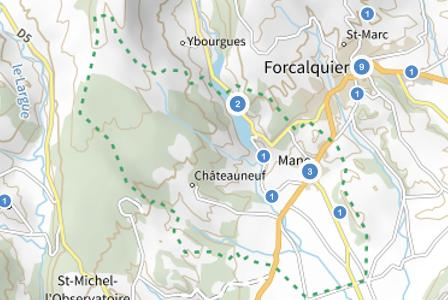 D5
le Largue
Ybourgues
1
St-Marc
Forcalquier
9
1
1
2
1
Mane
3
Châteauneuf
1
1
1
St-Michel-
l'Observatoire